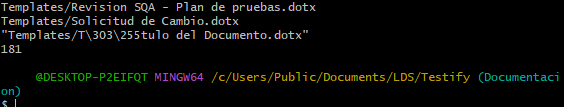 Templates/Revision SQA - Plan de pruebas.dotx
Templates/Solicitud de Cambio.dotx
"Templates/T\303\255tulo del Documento.dotx"
181
@DESKTOP-P2EIFQT MINGW64 /c/Users/Public/Documents/LDS/Testify (Documentaci
on)
$